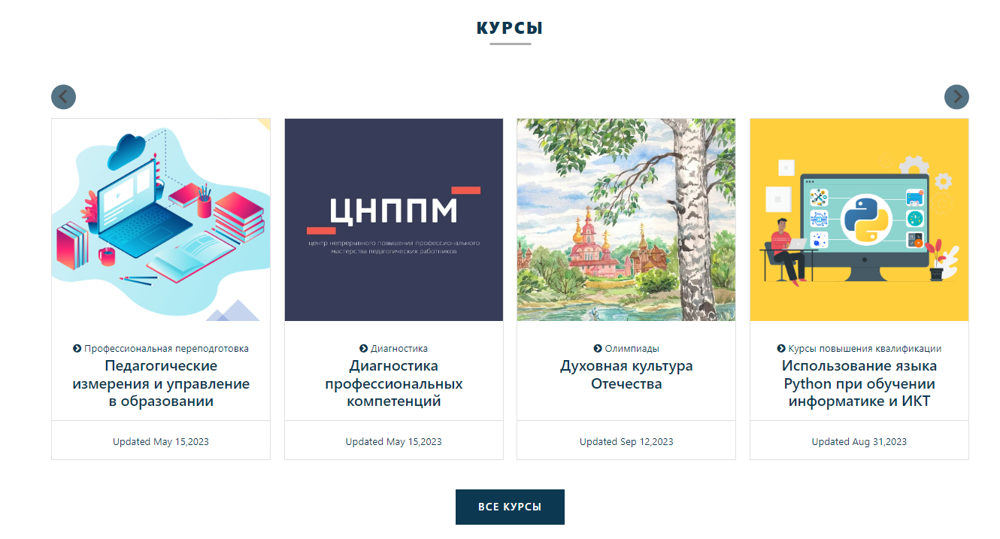 КУРСЫ
ЦНППМ
центр непрерывного повышения профессионального
мастерства педагогических работников
Профессиональная переподготовка
Педагогические
измерения и управление
в образовании
Updated May 15,2023
Диагностика
Диагностика
профессиональных
компетенций
Updated May 15,2023
Олимпиады
Духовная культура
Отечества
Updated Sep 12,2023
Курсы повышения квалификации
Использование языка
Python при обучении
информатике и ИКТ
Updated Aug 31,2023
ВСЕ КУРСЫ